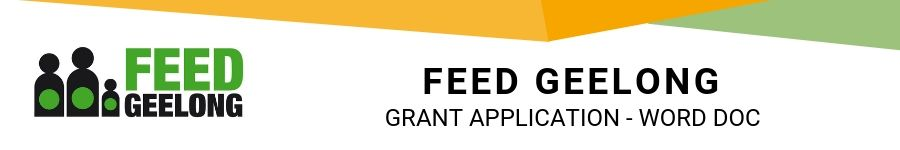 FEED
GEELONG
FEED GEELONG
GRANT APPLICATION - WORD DOC